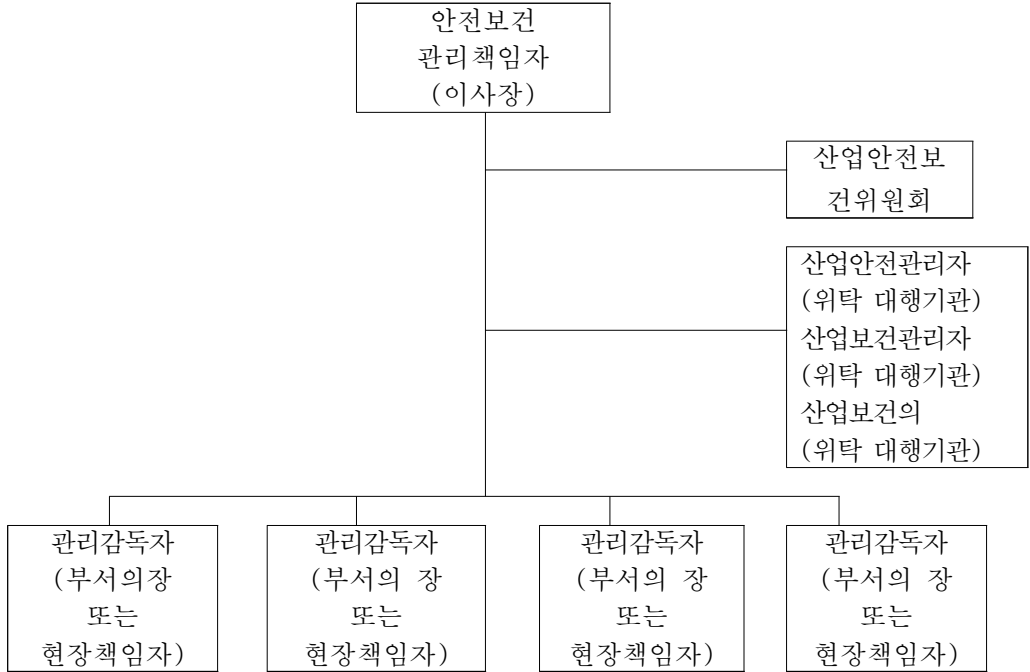 안전보건
관리책임자
(이사장)
산업안전보
건위원회
산업안전관리자
(위탁 대행기관)
산업보건관리자
(위탁 대행기관)
산업보건의
(위탁 대행기관)
관리감독자
(부서의장
또는
현장책임자)
관리감독자
(부서의 장
또는
현장책임자)
관리감독자
(부서의 장
또는
현장책임자)
관리감독자
(부서의 장
또는
현장책임자)